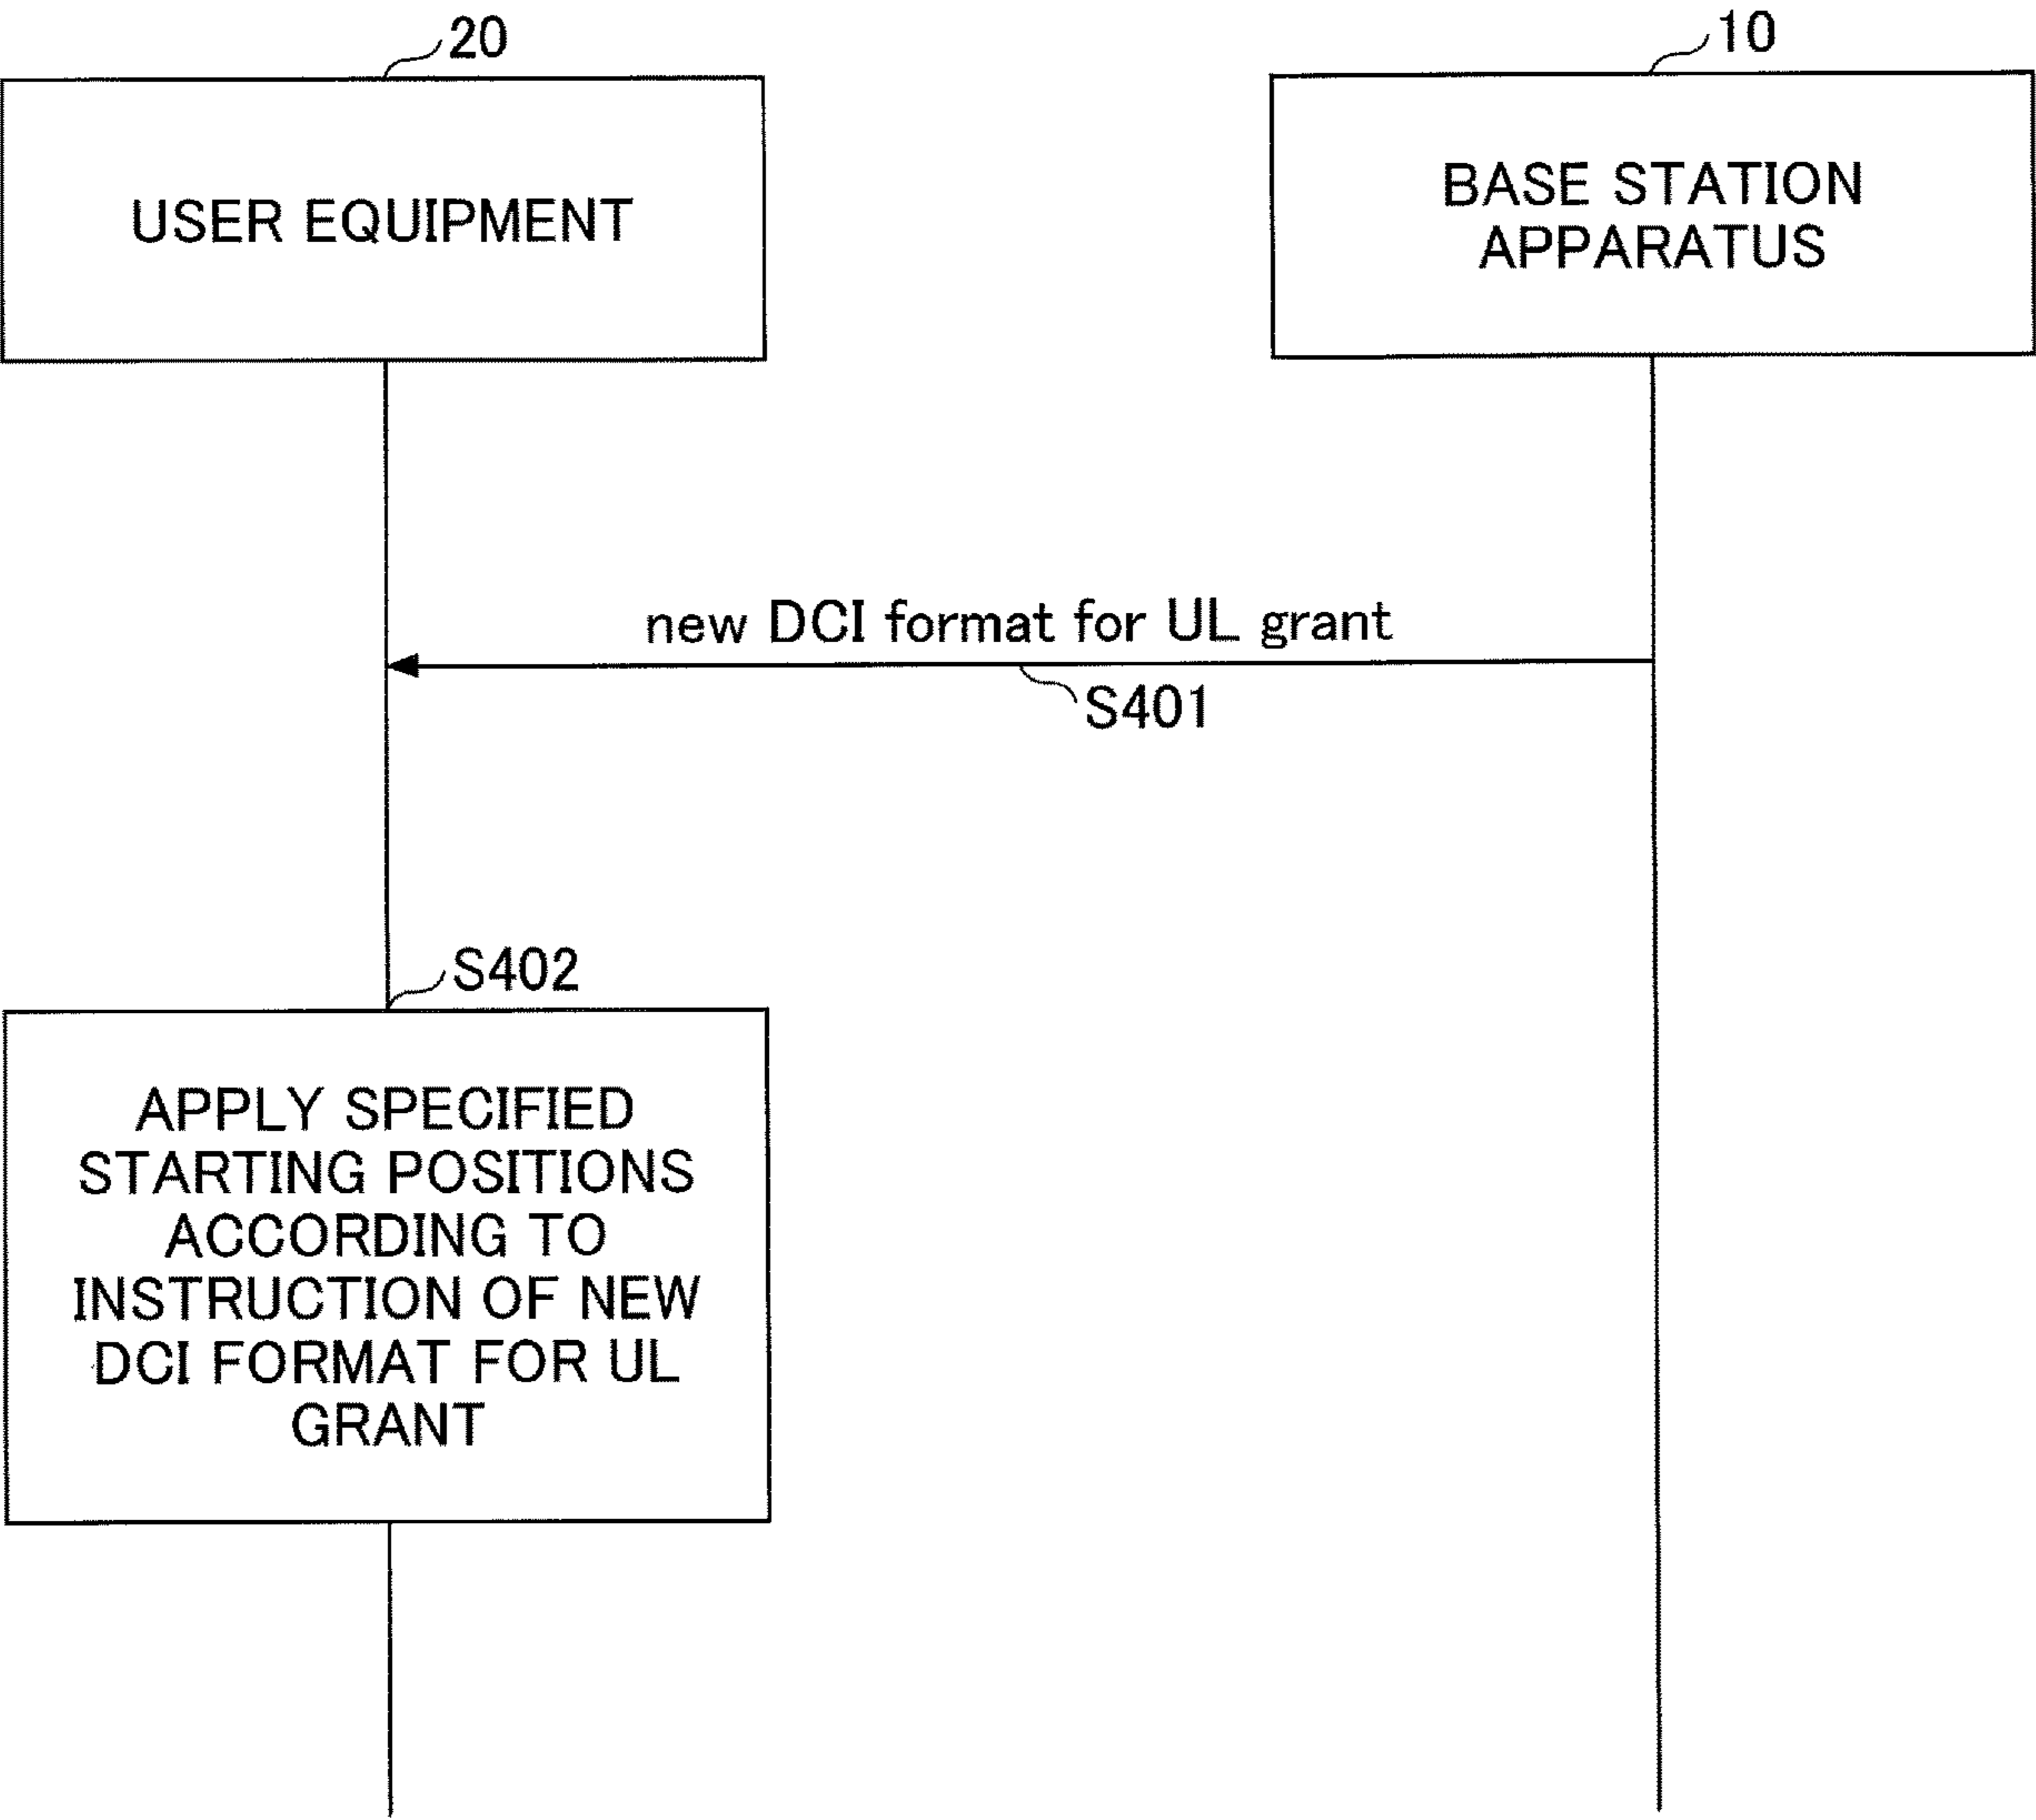 20
10
USER EQUIPMENT
BASE STATION
APPARATUS
new DCI format for UL grant
S401
S402
APPLY SPECIFIED
STARTING POSITIONS
ACCORDING TO
INSTRUCTION OF NEW
DCI FORMAT FOR UL
GRANT